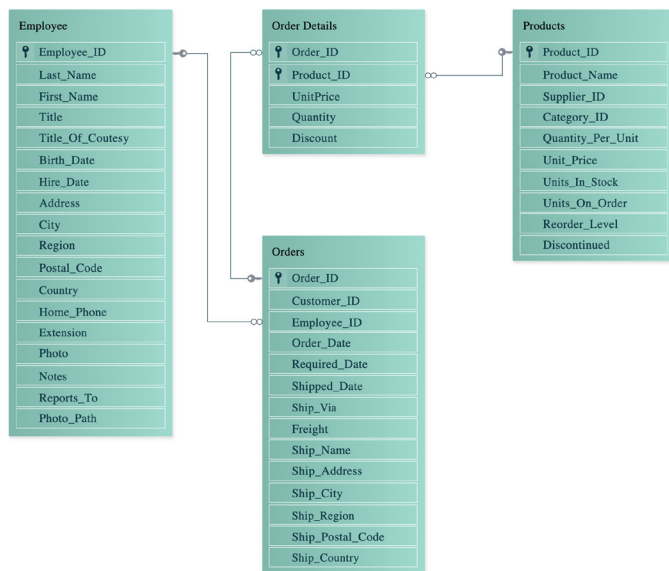 Employee
Employee_ID
Last_Name
First_Name
Title
Title_Of_Coutesy
Birth_Date
Hire_Date
Address
City
Region
Postal_Code
Country
Home_Phone
Extension
Photo
Notes
Reports_To
Photo_Path
Order Details
Order_ID
Product_ID
UnitPrice
Quantity
Discount
Orders
Order_ID
Customer_ID
Employee_ID
Order_Date
Required_Date
Shipped_Date
Ship_Via
Freight
Ship_Name
Ship_Address
Ship_City
Ship_Region
Ship_Postal_Code
Ship_Country
Products
Product_ID
Product_Name
Supplier_ID
Category_ID
Quantity_Per_Unit
Unit_Price
Units_In_Stock
Units_On_Order
Reorder_Level
Discontinued